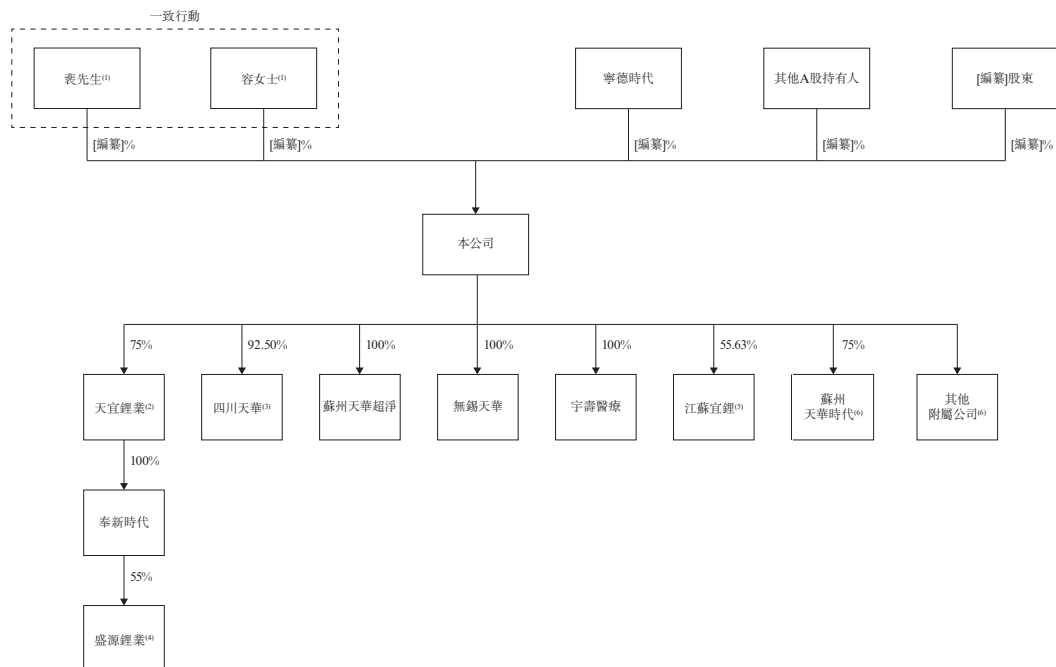 一致行動
裴先生(1)
容女士(1)
寧德時代
其他A股持有人
[編纂]股東
[編纂]%
[編纂]%
[編纂]%
[編纂]%
[編纂]%
本公司
75%
92.50%
100%
100%
100%
55.63%
75%
天宜鋰業(2)
四川天華(3)
蘇州天華超淨
無錫天華
宇壽醫療
江蘇宜鋰(5)
蘇州
天華時代(6)
其他
附屬公司(6)
100%
奉新時代
55%
盛源鋰業(4)